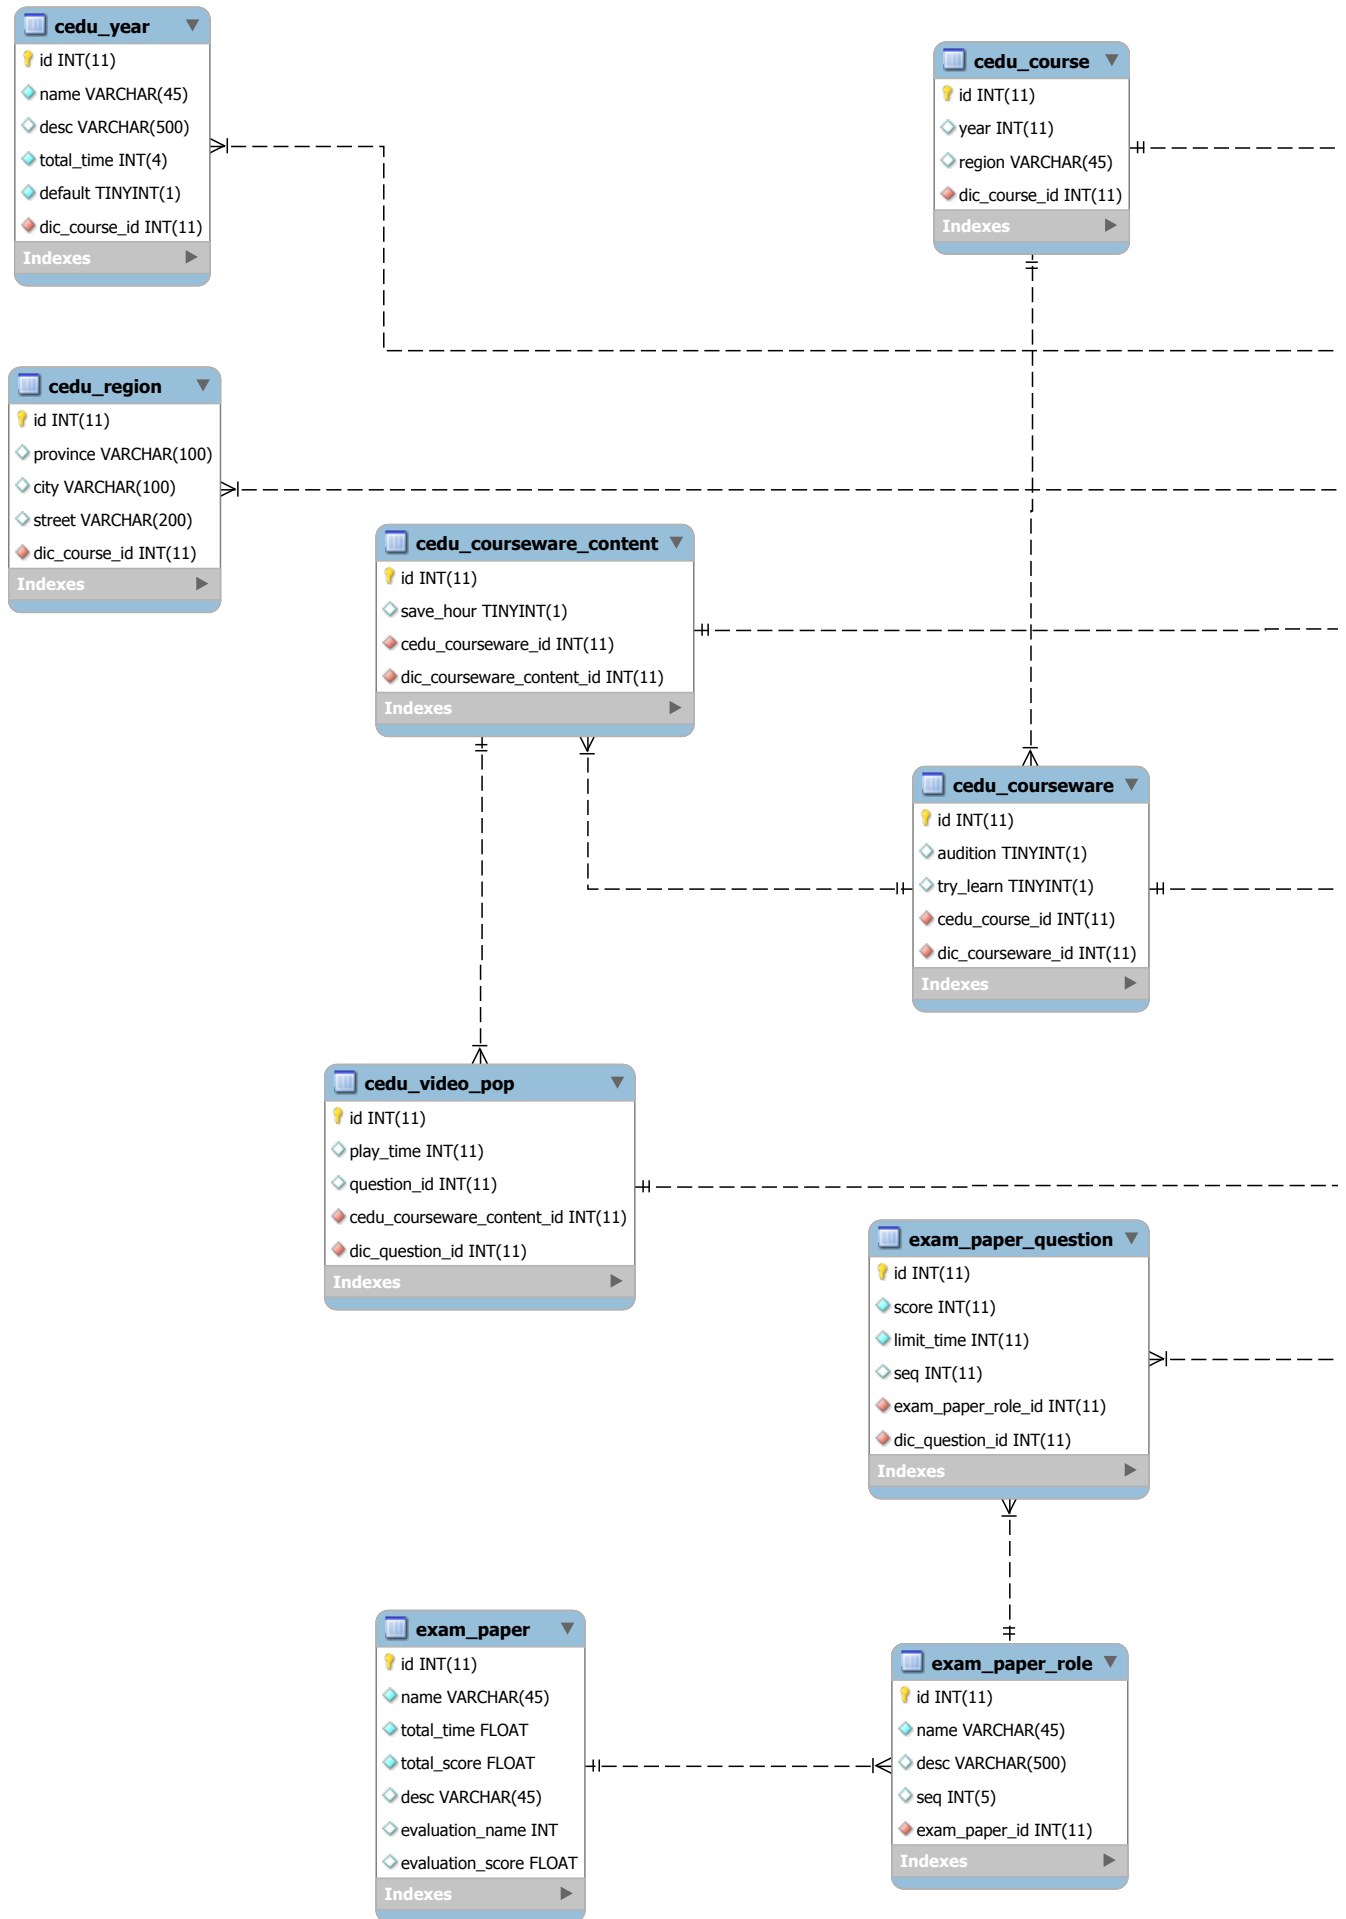 cedu_year
id INT(11)
name VARCHAR(45)
desc VARCHAR(500)
total_time INT(4)
default TINYINT(1)
dic_course_id INT(11)
Indexes
cedu_course
id INT(11)
year INT(11)
region VARCHAR(45)
dic_course_id INT(11)
Indexes
cedu_region
id INT(11)
province VARCHAR(100)
city VARCHAR(100)
street VARCHAR(200)
dic_course_id INT(11)
Indexes
cedu_courseware_content
id INT(11)
save_hour TINYINT(1)
cedu_courseware_id INT(11)
dic_courseware_content_id INT(11)
Indexes
cedu_courseware
id INT(11)
audition TINYINT(1)
try_learn TINYINT(1)
cedu_course_id INT(11)
dic_courseware_id INT(11)
Indexes
cedu_video_pop
id INT(11)
play_time INT(11)
question_id INT(11)
cedu_courseware_content_id INT(11)
dic_question_id INT(11)
Indexes
exam_paper_question
id INT(11)
score INT(11)
limit_time INT(11)
seq INT(11)
exam_paper_role_id INT(11)
dic_question_id INT(11)
Indexes
exam_paper
id INT(11)
name VARCHAR(45)
total_time FLOAT
total_score FLOAT
desc VARCHAR(45)
evaluation_name INT
evaluation_score FLOAT
Indexes
exam_paper_role
id INT(11)
name VARCHAR(45)
desc VARCHAR(500)
seq INT(5)
exam_paper_id INT(11)
Indexes